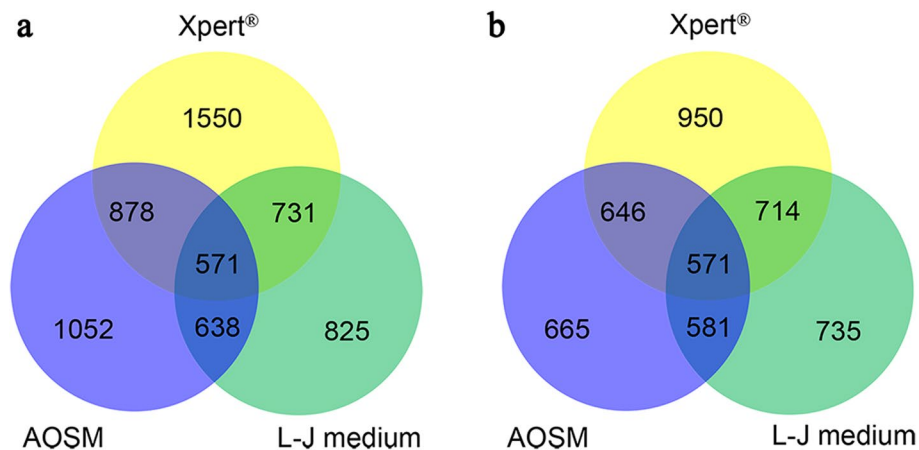 a
Xpert®
1550
878
731
571
1052
638
825
AOSM
L-J medium
b
Xpert®
950
646
714
571
665
581
735
AOSM
L-J medium